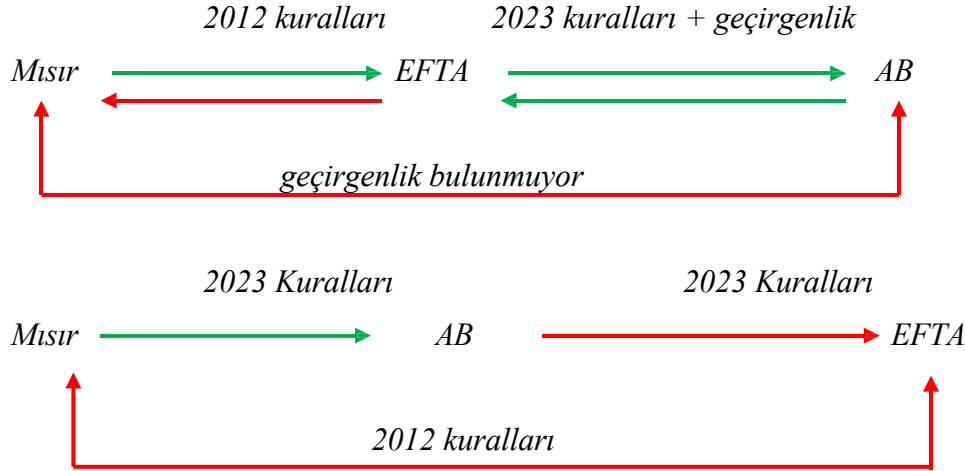 2012 kuralları 2023 kuralları + geçirgenlik
Mısır EFTA AB
geçirgenlik bulunmuyor
2023 Kuralları 2023 Kuralları
Mısır AB EFTA
2012 kuralları